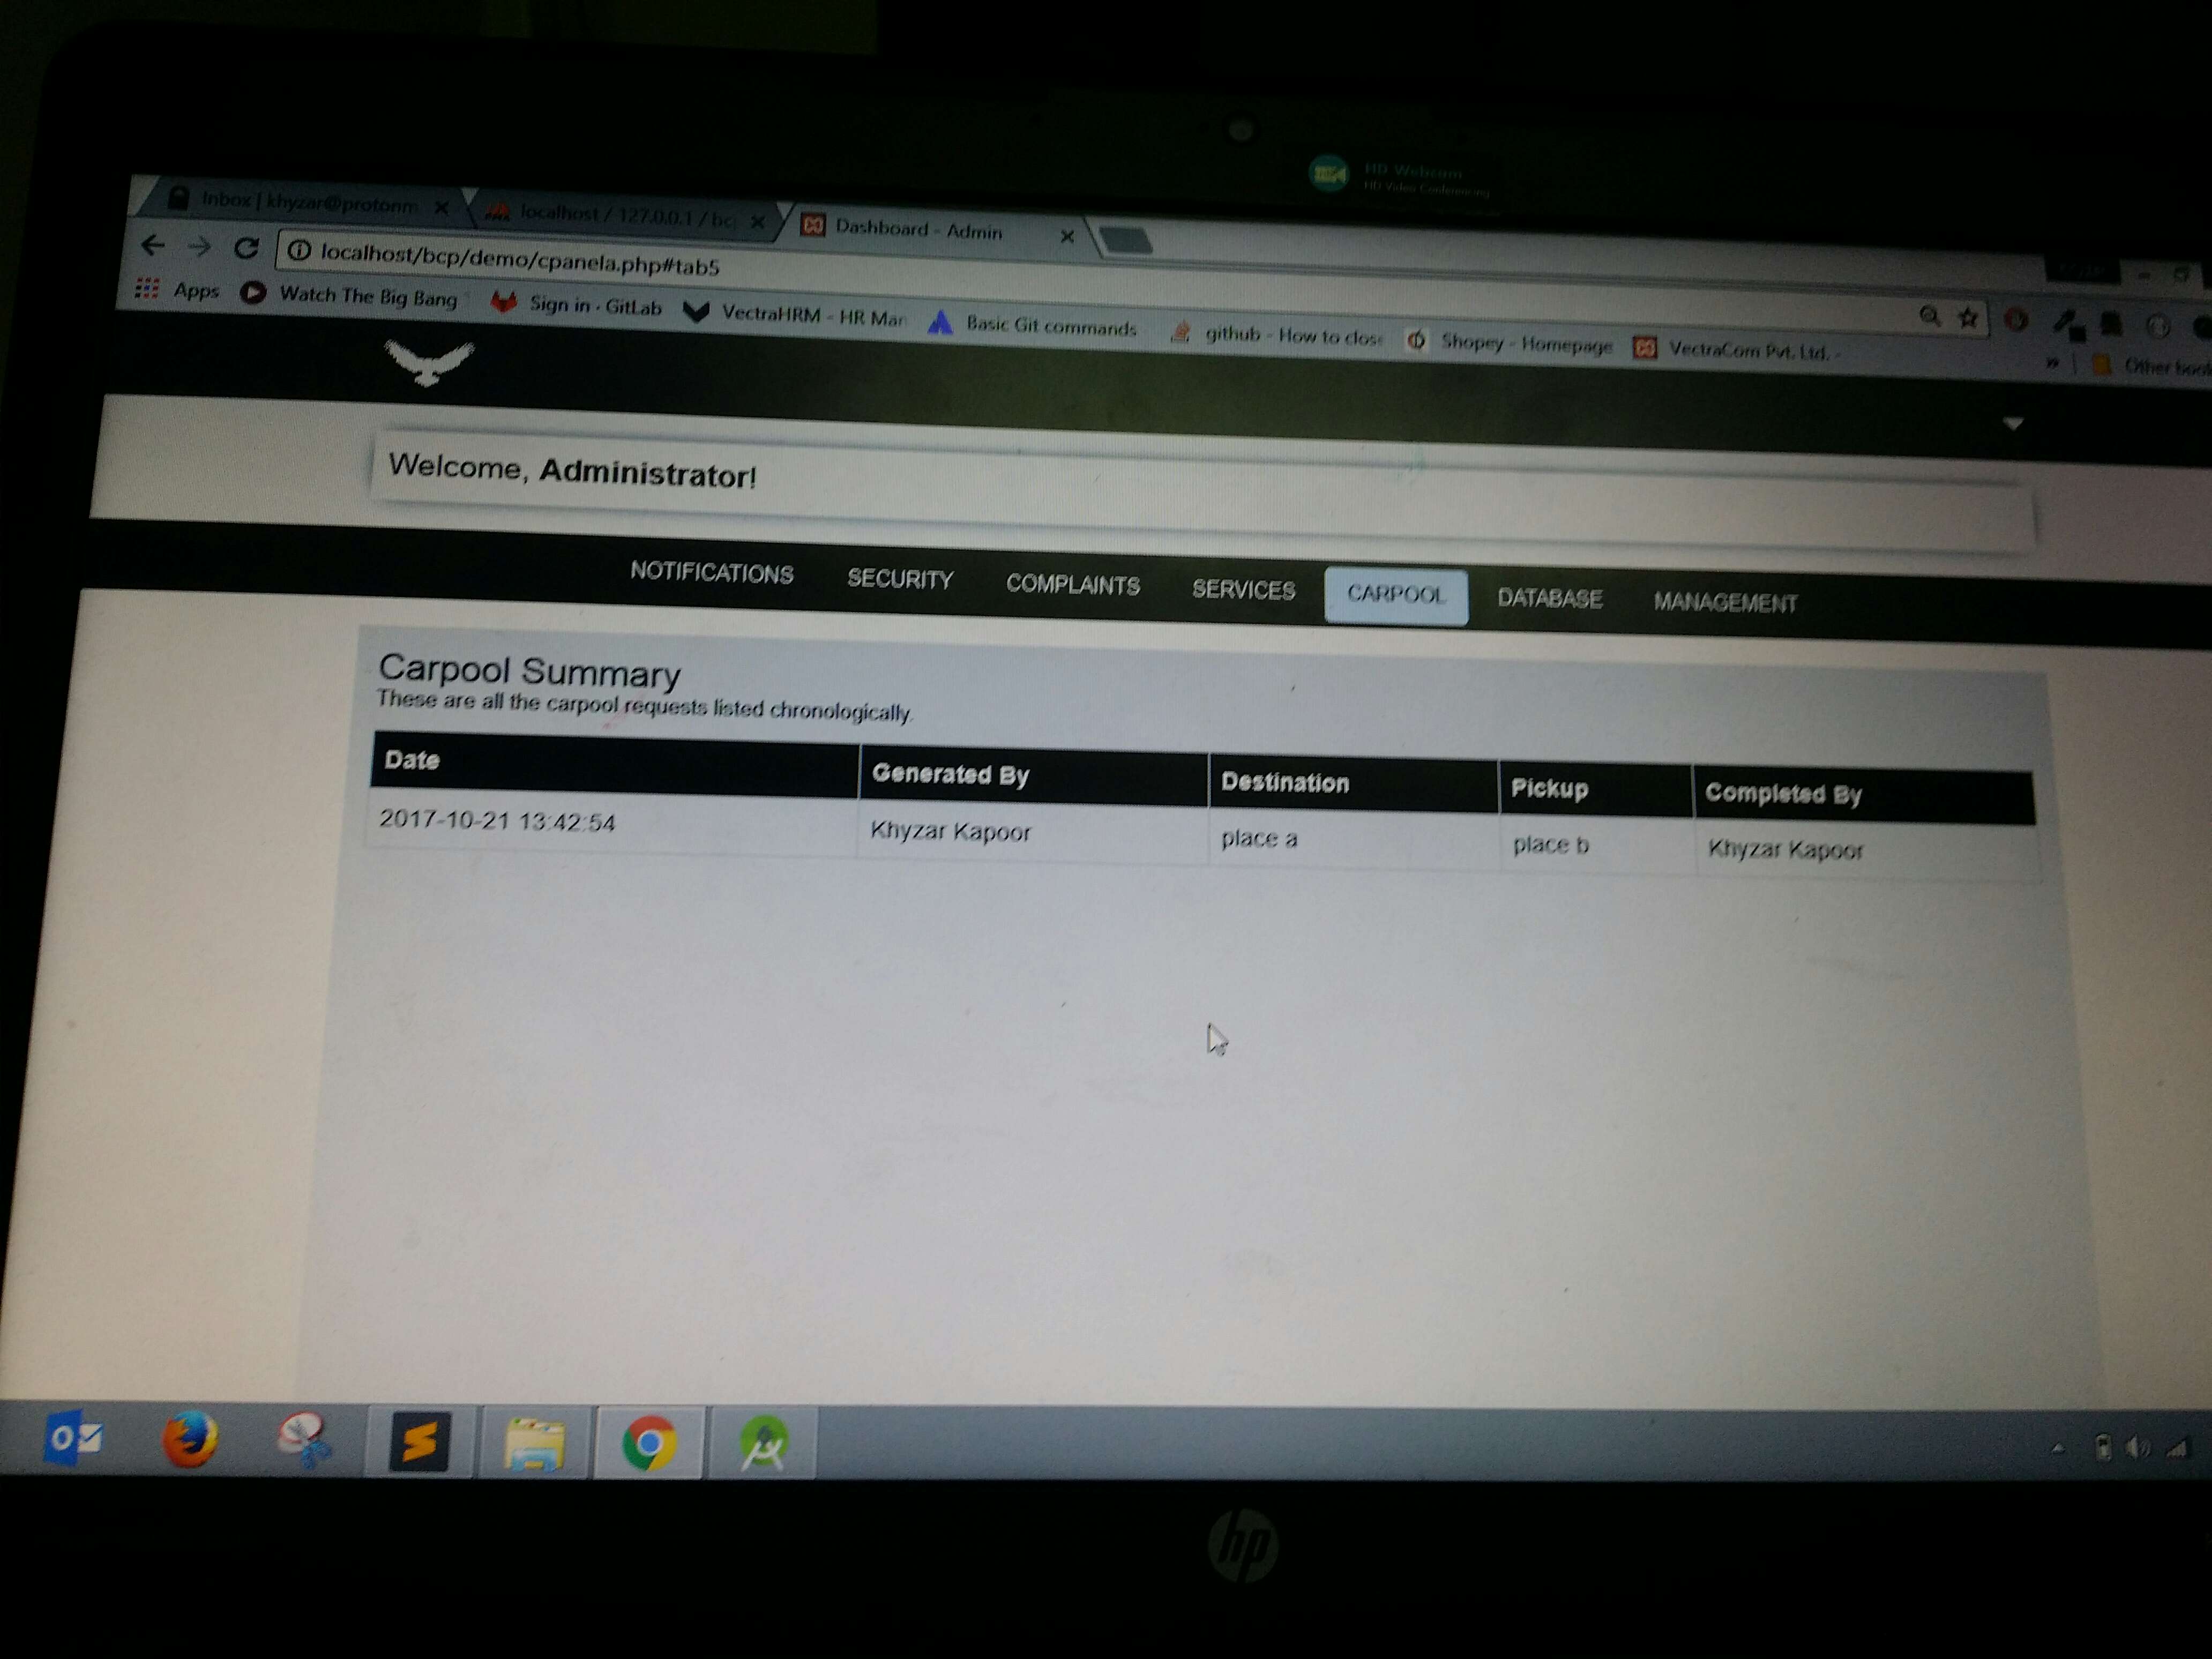 HD Webcam
HD Video Conferencing
Inbox | khyzar@protonm
localhost / 127.0.0.1 / bc
Dashboard - Admin
localhost/bcp/demo/cpanela.php#tab5
Apps Watch The Big Bang Sign in · GitLab VectraHRM - HR Man Basic Git commands github - How to close Shopey - Homepage VectraCom Pvt. Ltd. -
» Other book
Welcome, Administrator!
NOTIFICATIONS SECURITY COMPLAINTS SERVICES CARPOOL DATABASE MANAGEMENT
Carpool Summary
These are all the carpool requests listed chronologically.
Date Generated By Destination Pickup Completed By
2017-10-21 13:42:54 Khyzar Kapoor place a place b Khyzar Kapoor
hp